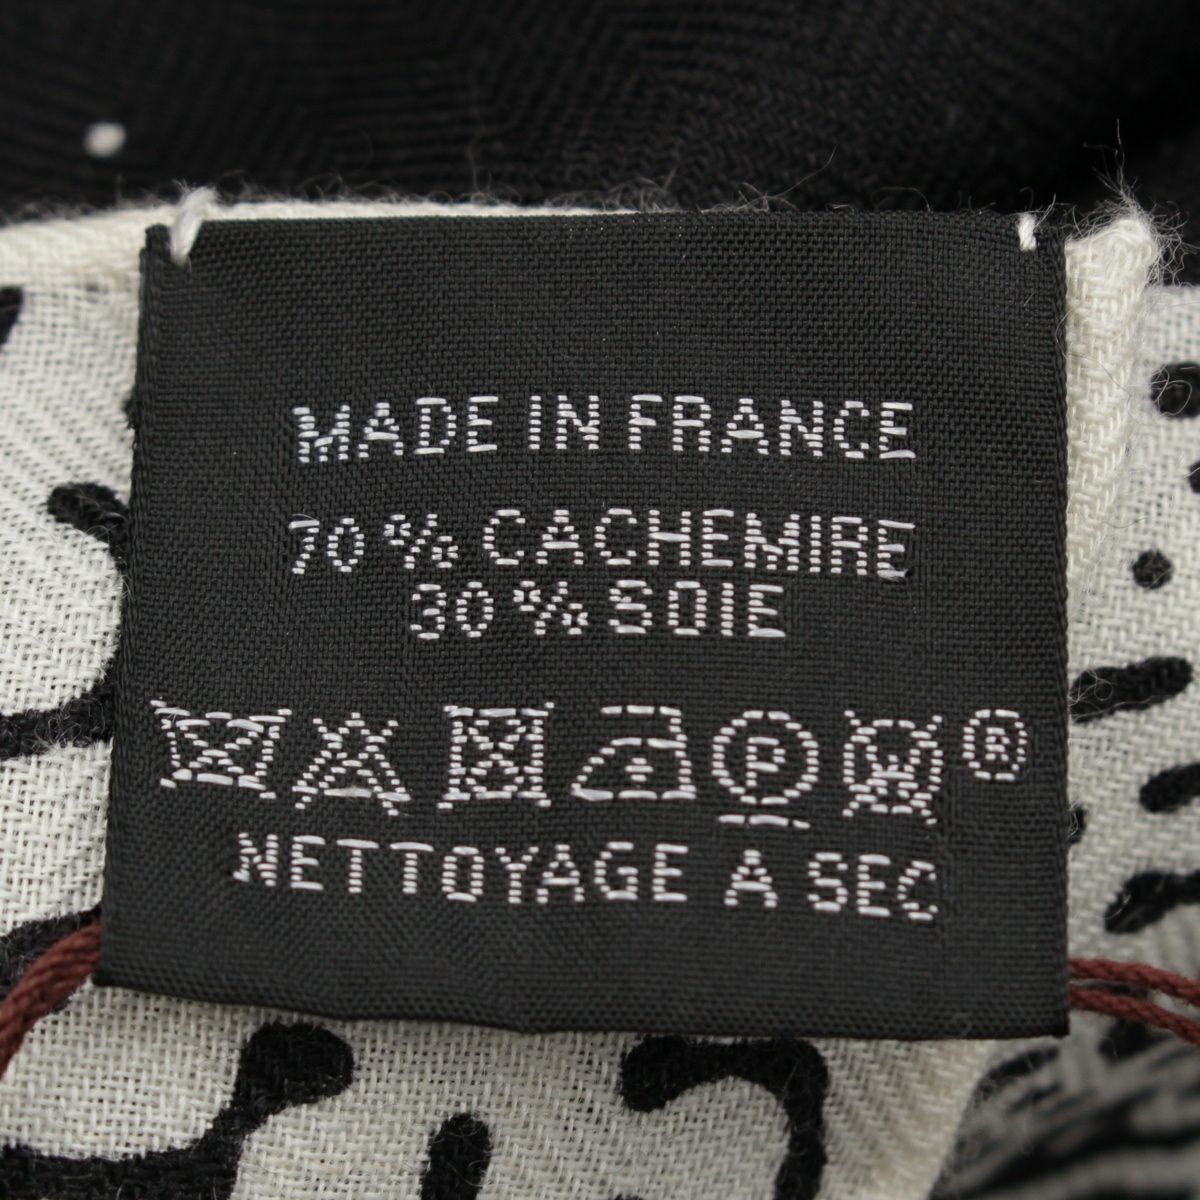 MADE IN FRANCE
70 % CACHEMIRE
30 % SOIE
P W ®
NETTOYAGE A SEC